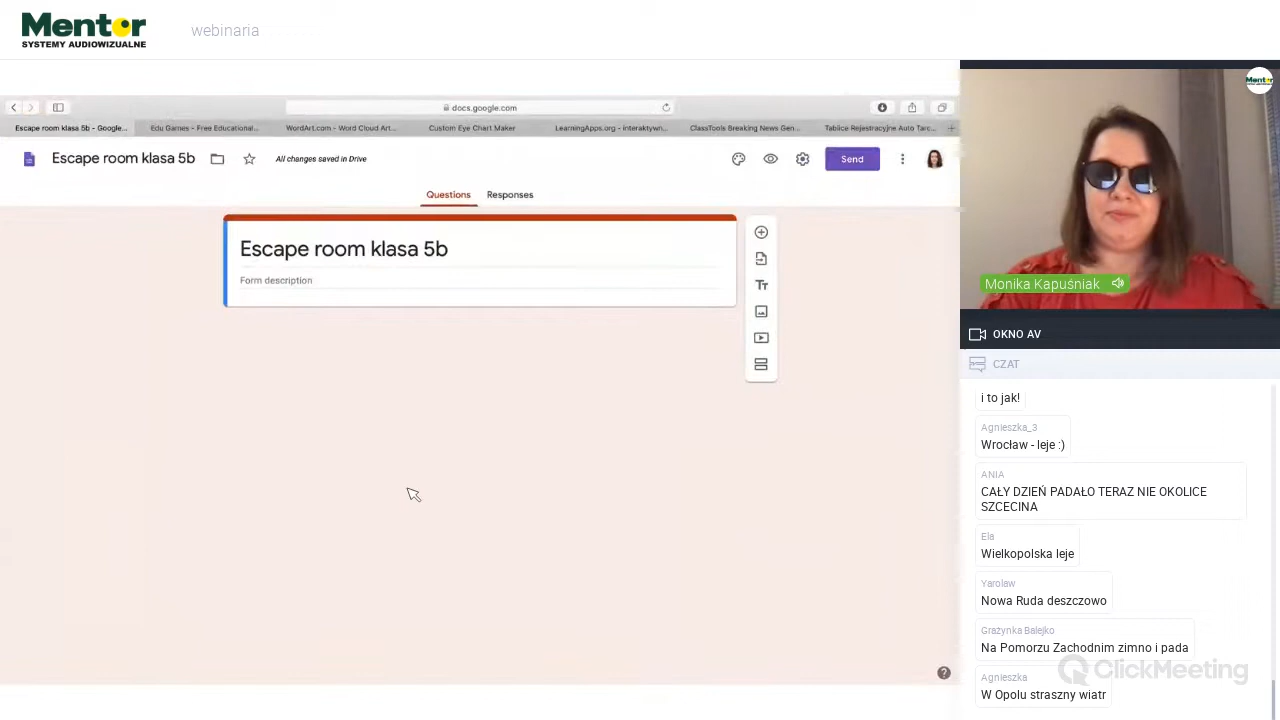 Mentor
SYSTEMY AUDIOWIZUALNE
webinaria
docs.google.com
Escape room klasa 5b - Google...
Edu Games - Free Educational...
WordArt.com - Word Cloud Art...
Custom Eye Chart Maker
LearningApps.org - interaktywn...
ClassTools Breaking News Gen...
Tablice Rejestracyjne Auto Tarc...
Escape room klasa 5b
All changes saved in Drive
Send
Questions
Responses
Escape room klasa 5b
Form description
Mentor
Monika Kapuśniak
OKNO AV
CZAT
i to jak!
Agnieszka_3
Wrocław - leje :)
ANIA
CAŁY DZIEŃ PADAŁO TERAZ NIE OKOLICE
SZCECINA
Ela
Wielkopolska leje
Yarolaw
Nowa Ruda deszczowo
Grażynka Balejko
Na Pomorzu Zachodnim zimno i pada
ClickMeeting
Agnieszka
W Opolu straszny wiatr